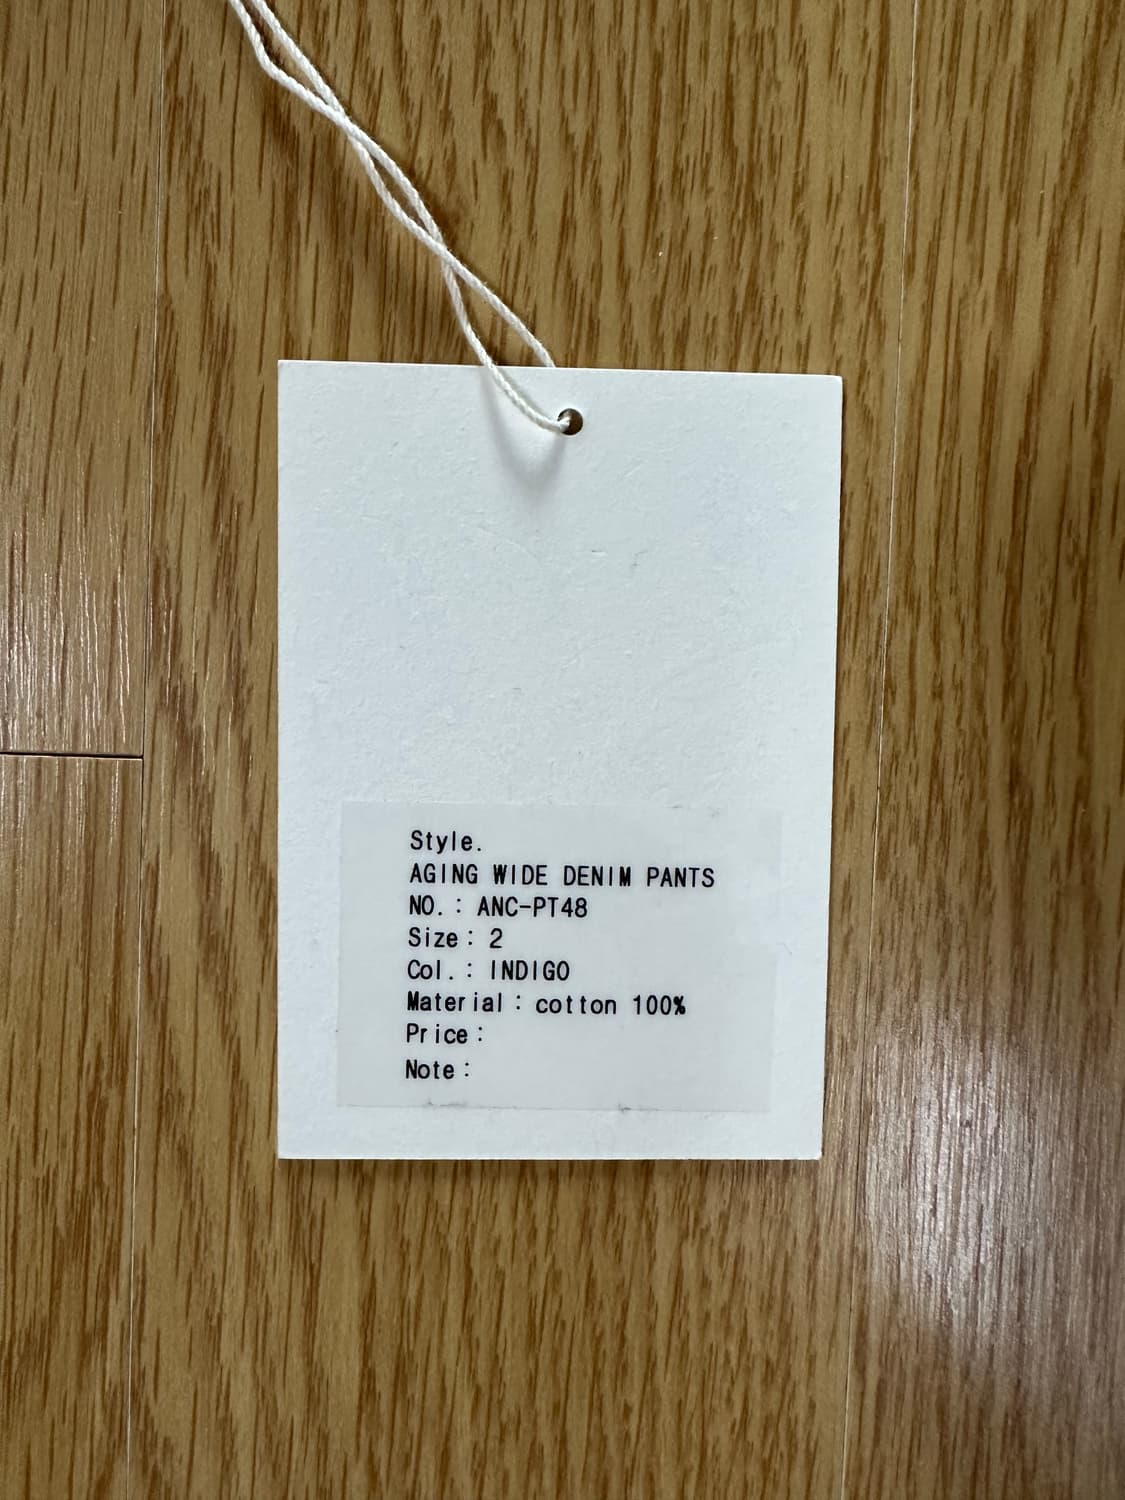 Style.
AGING WIDE DENIM PANTS
NO.: ANC-PT48
Size: 2
Col.: INDIGO
Material: cotton 100%
Price:
Note: